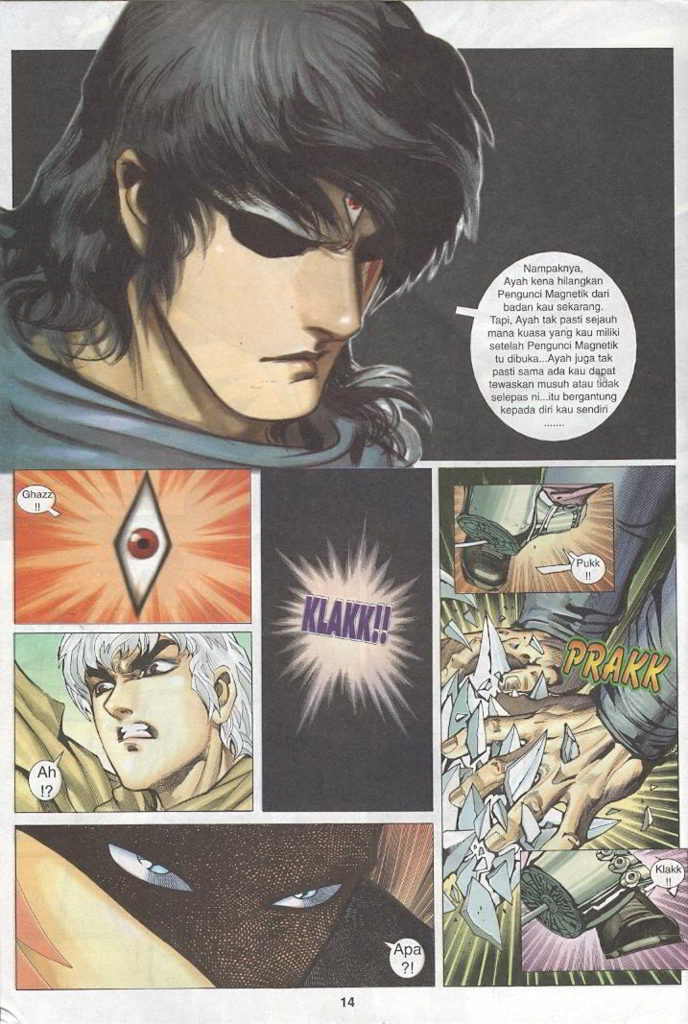 Nampaknya,
Ayah kena hilangkan
Pengunci Magnetik dari
badan kau sekarang.
Tapi, Ayah tak pasti sejauh
mana kuasa yang kau miliki
setelah Pengunci Magnetik
tu dibuka...Ayah juga tak
pasti sama ada kau dapat
tewaskan musuh atau tidak
selepas ni...itu bergantung
kepada diri kau sendiri
.......
Ghazz
!!
Ah
!?
KLAKK!!
Pukk
!!
PRAKK
Klakk
!!
Apa
?!
14